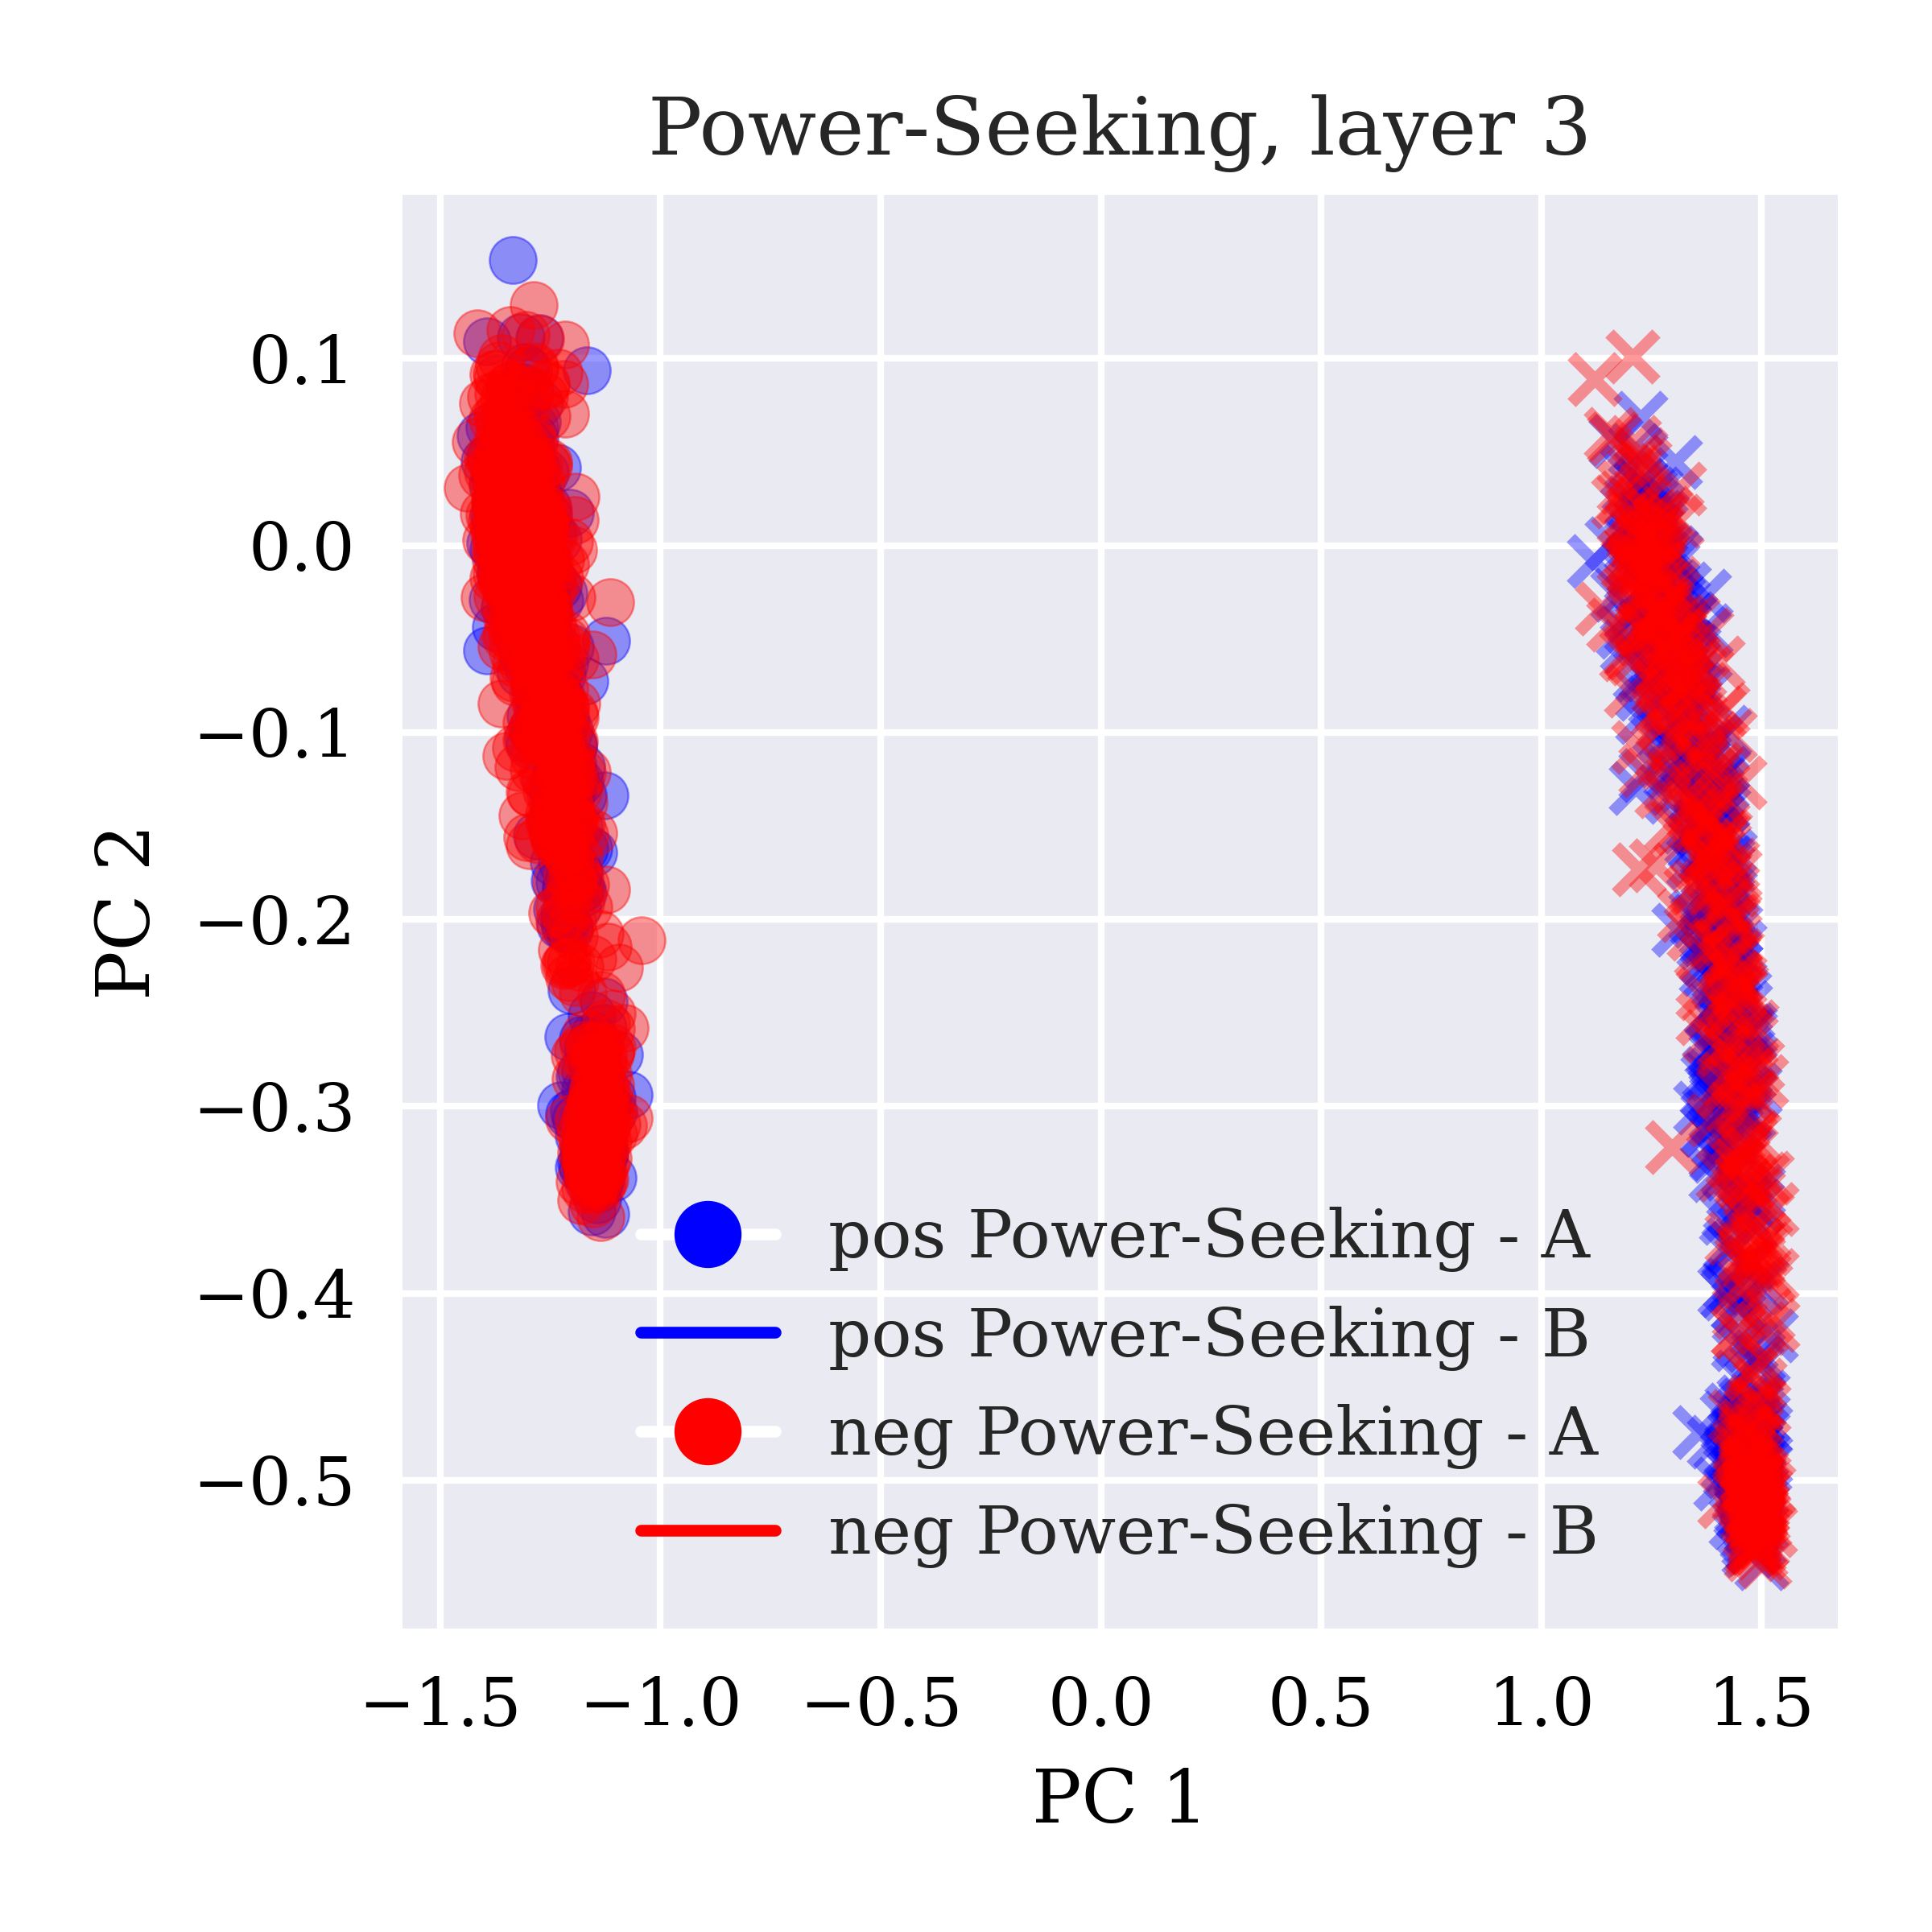 Power-Seeking, layer 3
0.1
0.0
−0.1
−0.2
−0.3
−0.4
−0.5
PC 2
pos Power-Seeking - A
pos Power-Seeking - B
neg Power-Seeking - A
neg Power-Seeking - B
−1.5 −1.0 −0.5 0.0 0.5 1.0 1.5
PC 1